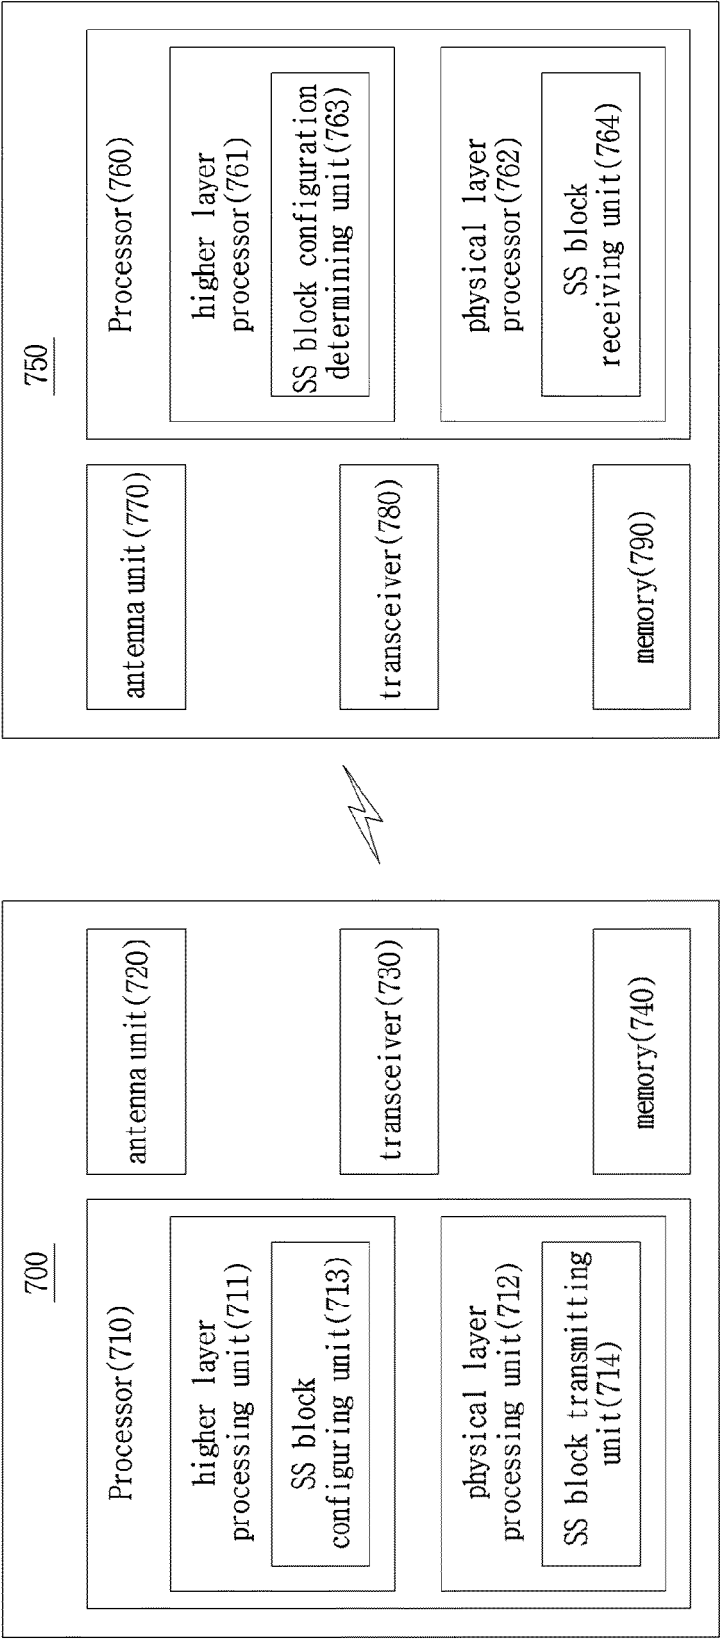 700
Processor(710)
higher layer
processing unit(711)
SS block
configuring unit(713)
physical layer
processing unit(712)
SS block transmitting
unit(714)
antenna unit(720)
transceiver(730)
memory(740)
750
antenna unit(770)
transceiver(780)
memory(790)
Processor(760)
higher layer
processor(761)
SS block configuration
determining unit(763)
physical layer
processor(762)
SS block
receiving unit(764)